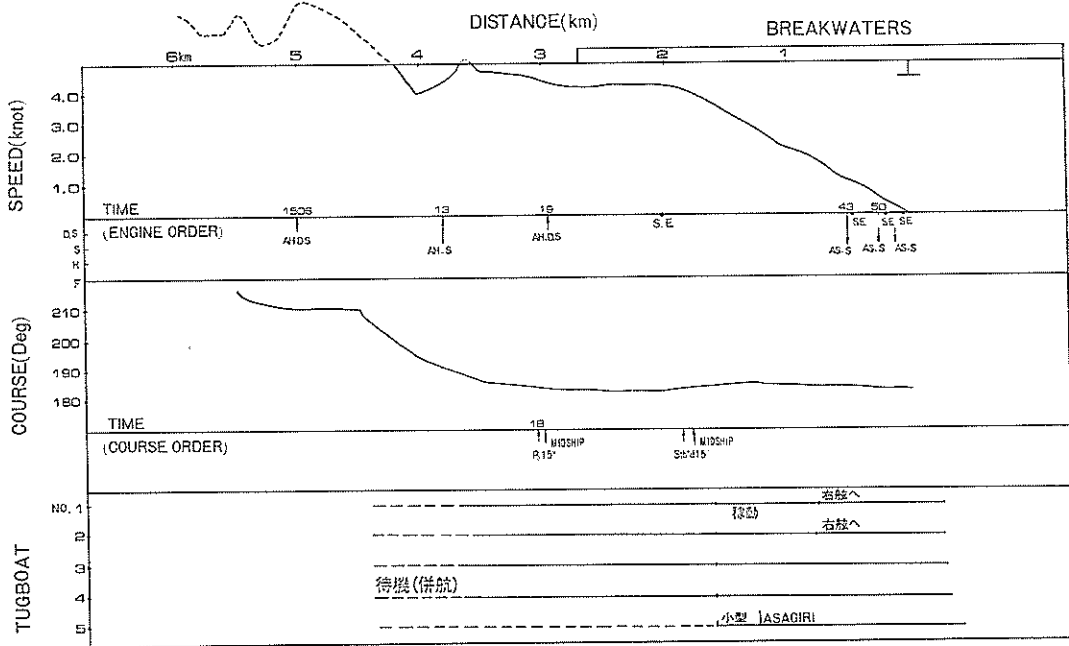 DISTANCE(km)
BREAKWATERS
6km 5 4 3 2 1
SPEED(knot)
4.0
3.0
2.0
1.0
TIME 1506 13 19 43 50
(ENGINE ORDER) AH.DS AH.S AH.DS S.E SE SE SE
AS.S AS.S AS.S
D,S
S
H
F
COURSE(Deg)
210
200
190
180
TIME 18
(COURSE ORDER) MIDSHIP MIDSHIP
P,15°
TUGBOAT
NO. 1 右舷へ
稼動
2 右舷へ
3
待機(併航)
4
小型 ASAGIRI
5